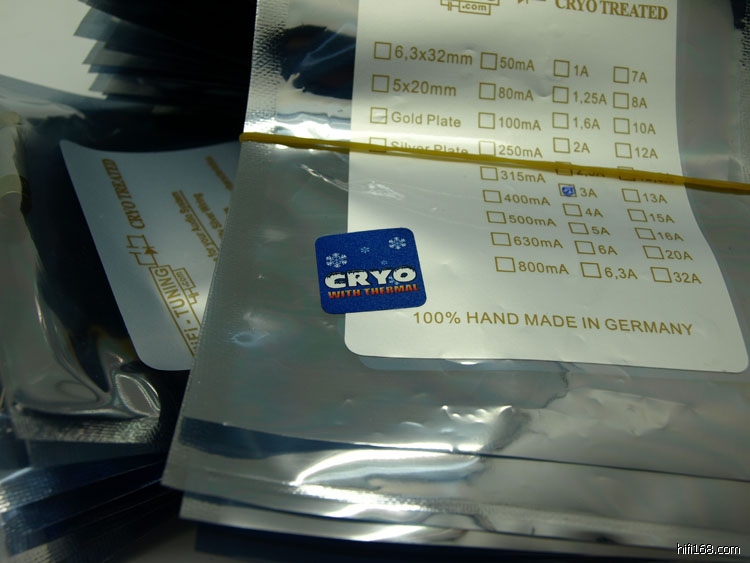 .com
CRYO TREATED
6,3x32mm 50mA 1A 7A
5x20mm 80mA 1,25A 8A
Gold Plate 100mA 1,6A 10A
Silver Plate 250mA 2A 12A
315mA 13A
400mA 3A 15A
500mA 4A 16A
630mA 5A 20A
800mA 6A 32A
6,3A
CRYO
WITH THERMAL
100% HAND MADE IN GERMANY
CRYO TREATED
TUNING
hifi168.com